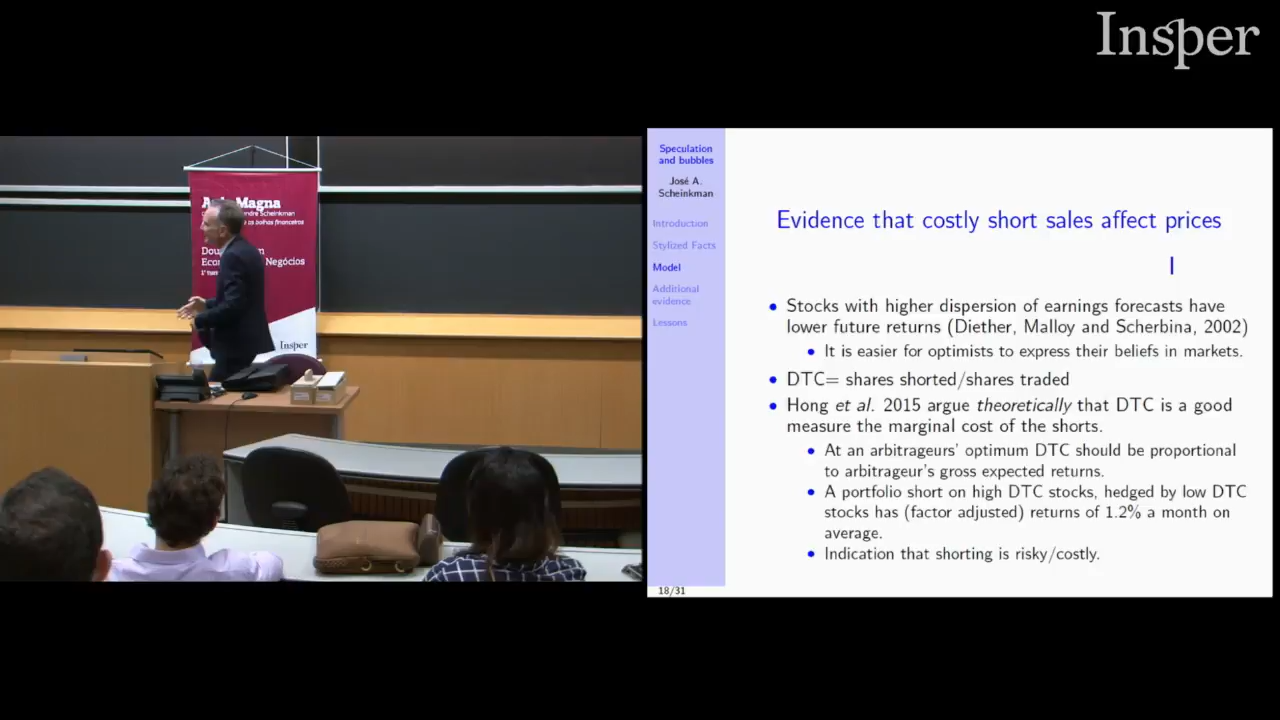 Insper
Magna
Scheinkman
bolhas financeiras
Negócios
Insper
Speculation
and bubbles
José A.
Scheinkman
Introduction
Stylized Facts
Model
Additional
evidence
Lessons
18/31
Evidence that costly short sales affect prices
I
• Stocks with higher dispersion of earnings forecasts have
lower future returns (Diether, Malloy and Scherbina, 2002)
• It is easier for optimists to express their beliefs in markets.
• DTC= shares shorted/shares traded
• Hong et al. 2015 argue theoretically that DTC is a good
measure the marginal cost of the shorts.
• At an arbitrageurs' optimum DTC should be proportional
to arbitrageur's gross expected returns.
• A portfolio short on high DTC stocks, hedged by low DTC
stocks has (factor adjusted) returns of 1.2% a month on
average.
• Indication that shorting is risky/costly.